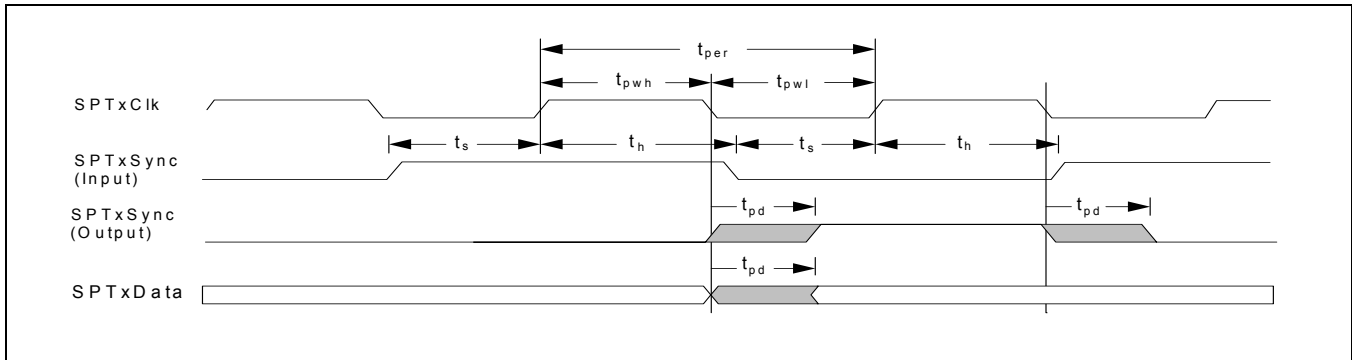 tper
tpwh tpwl
SPTxClk
ts th ts th
SPTxSync
(Input)
SPTxSync
(Output)
tpd tpd
tpd
SPTxData